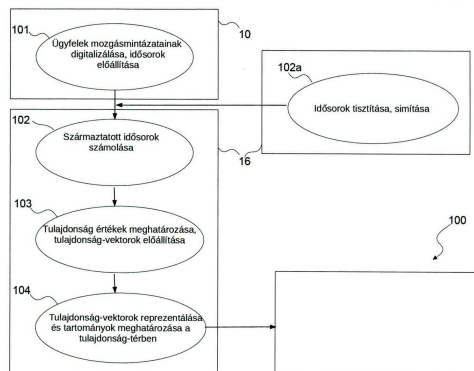 101
Ügyfelek mozgásmintázatainak
digitalizálása, idősorok
előállítása
10
102a
Idősorok tisztítása, simítása
102
Származtatott idősorok
számolása
16
103
Tulajdonság értékek meghatározása,
tulajdonság-vektorok előállítása
100
104
Tulajdonság-vektorok reprezentálása
és tartományok meghatározása a
tulajdonság-térben